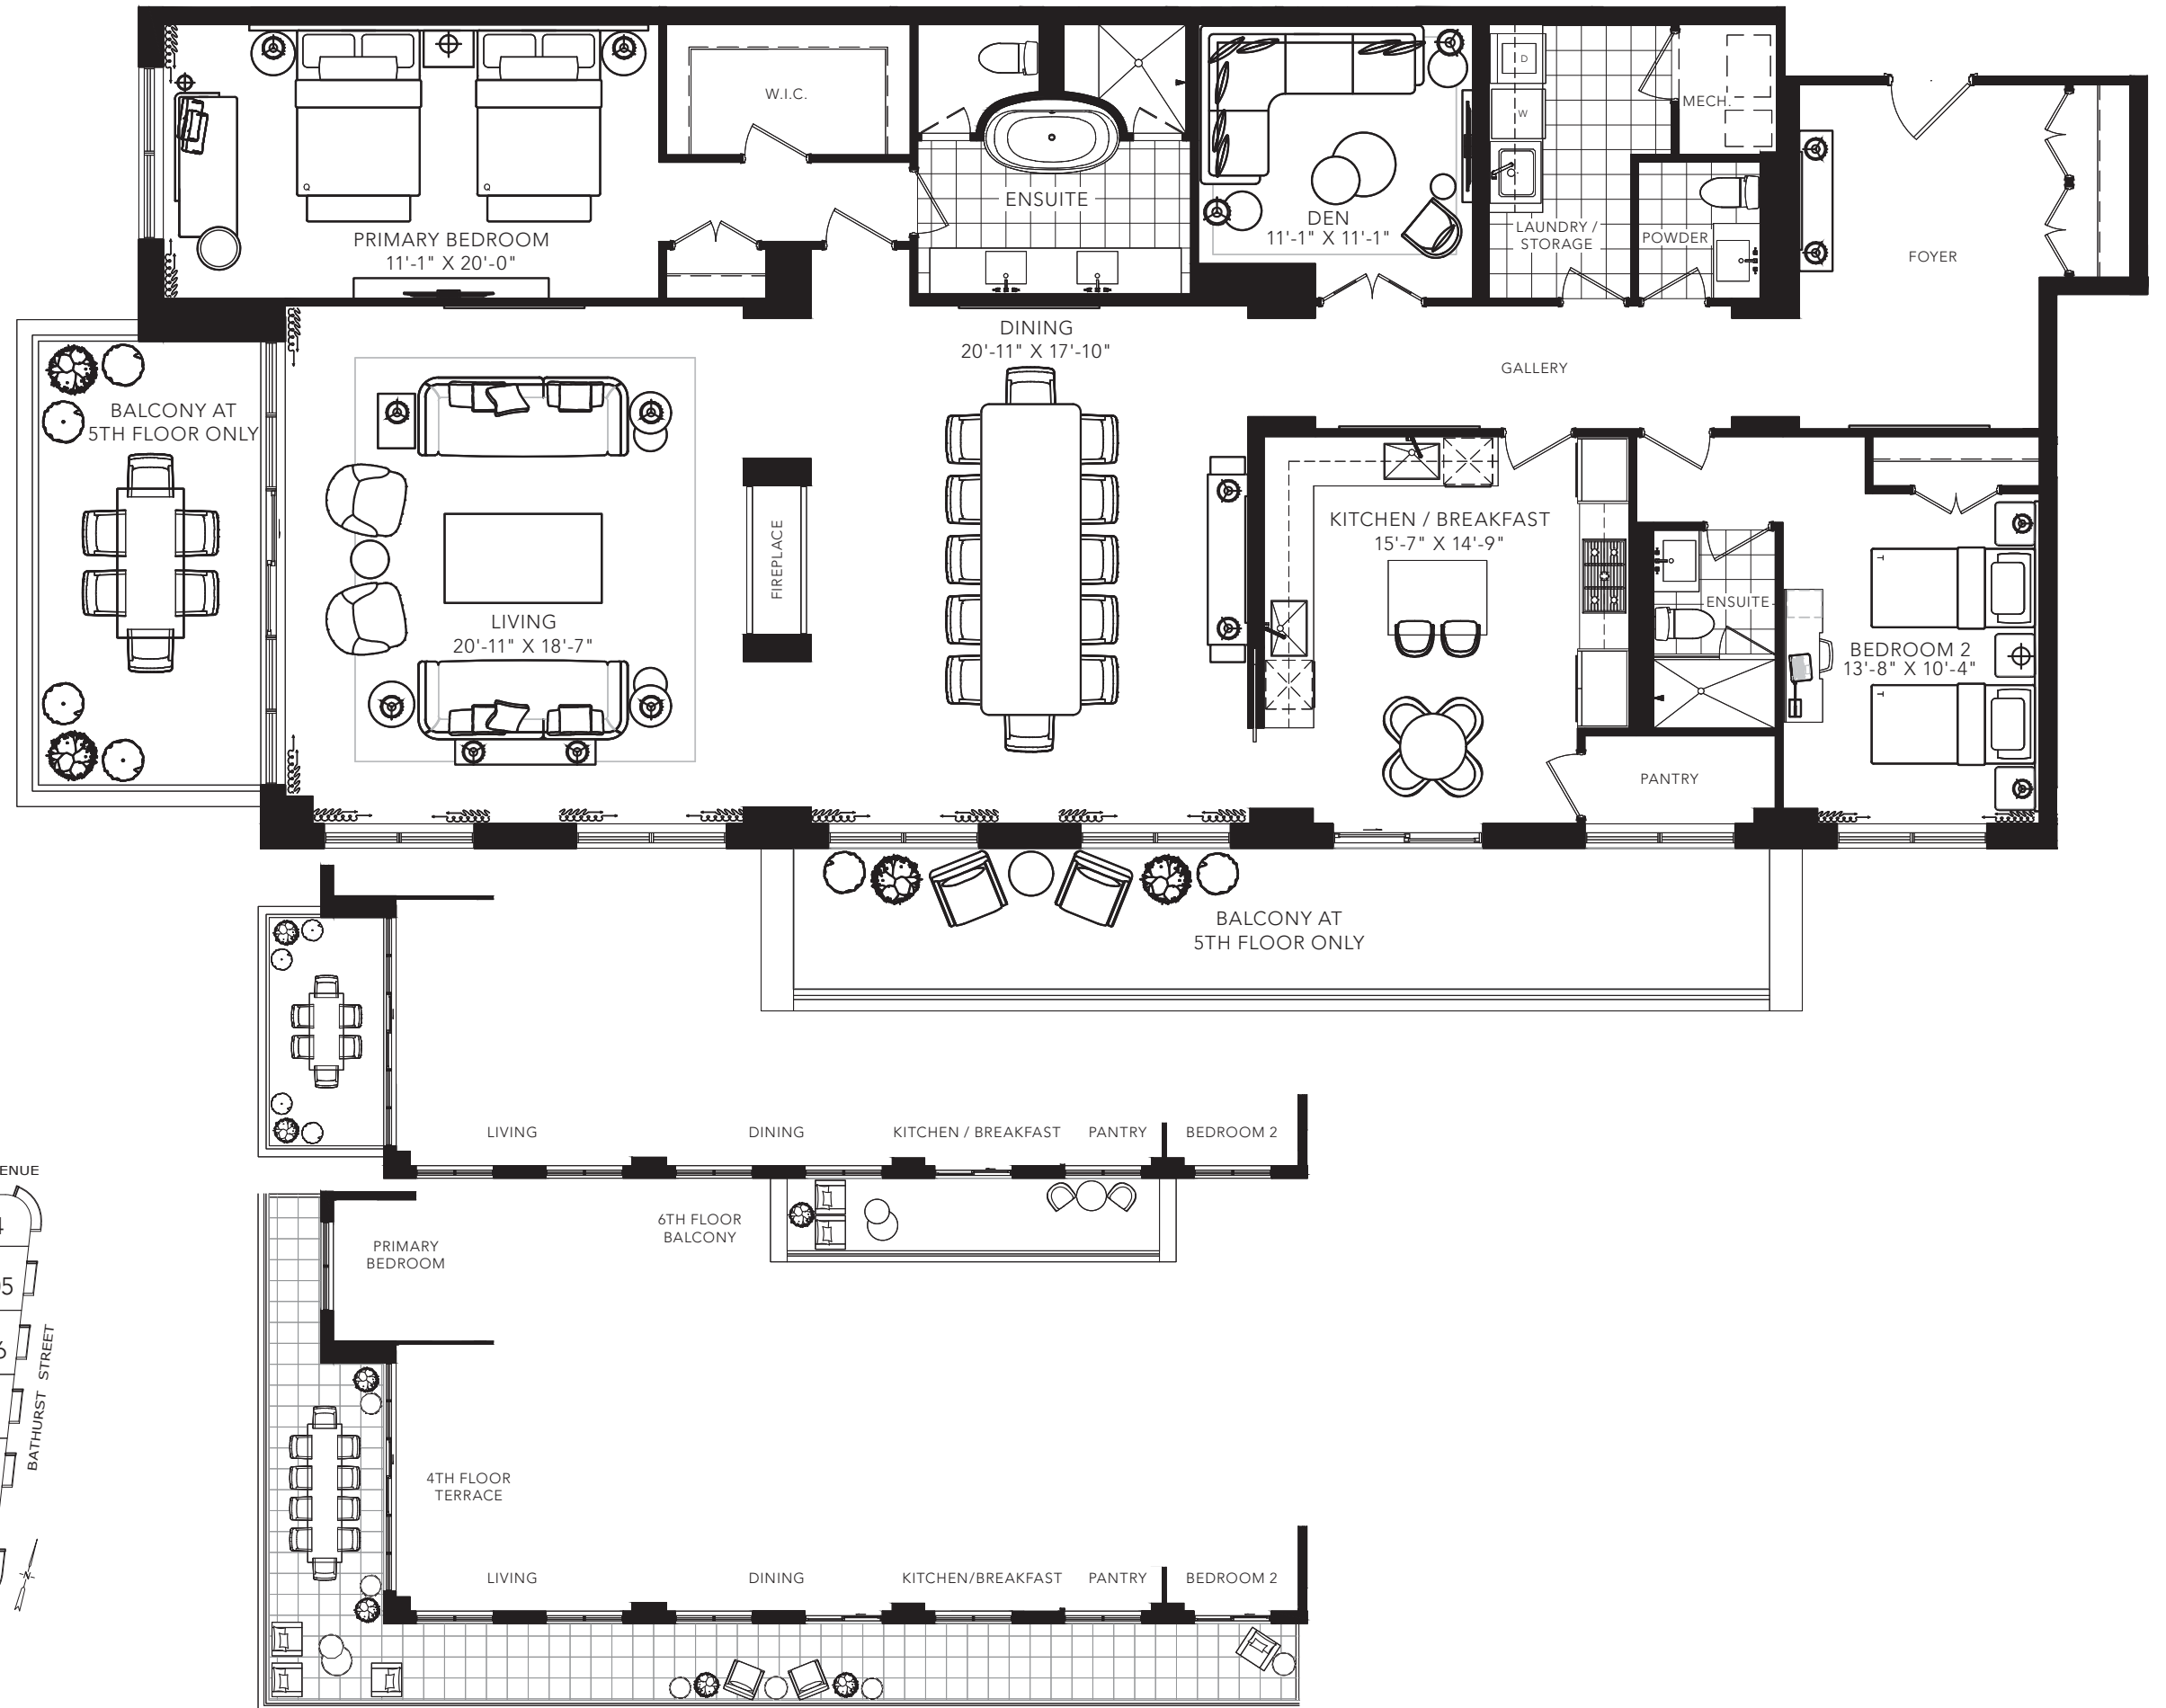 W.I.C.
D
W
MECH.
Q
Q
PRIMARY BEDROOM
11'-1" X 20'-0"
ENSUITE
DEN
11'-1" X 11'-1"
LAUNDRY /
STORAGE
POWDER
FOYER
DINING
20'-11" X 17'-10"
GALLERY
BALCONY AT
5TH FLOOR ONLY
FIREPLACE
LIVING
20'-11" X 18'-7"
KITCHEN / BREAKFAST
15'-7" X 14'-9"
ENSUITE
T
BEDROOM 2
13'-8" X 10'-4"
T
PANTRY
BALCONY AT
5TH FLOOR ONLY
LIVING
DINING
KITCHEN / BREAKFAST
PANTRY
BEDROOM 2
6TH FLOOR
BALCONY
PRIMARY
BEDROOM
4TH FLOOR
TERRACE
LIVING
DINING
KITCHEN/BREAKFAST
PANTRY
BEDROOM 2
ENUE
4
5
6
BATHURST STREET
N